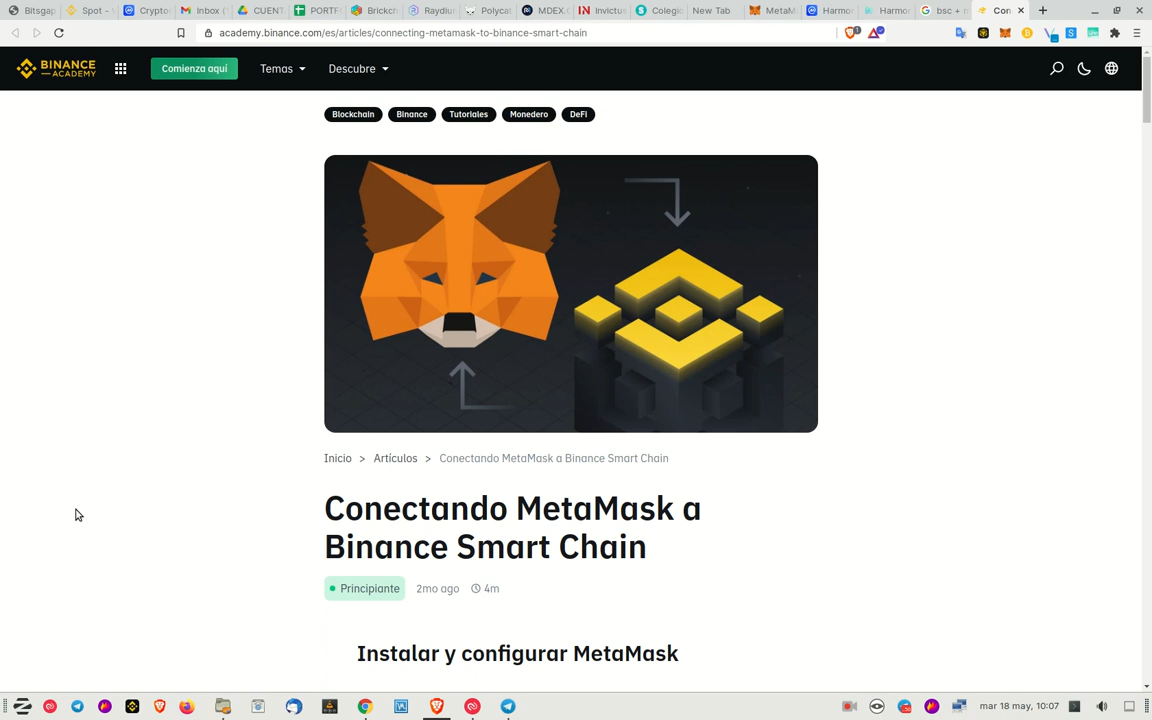 Bitsgap
Spot -
Crypto
Inbox (
CUENT
PORTF
Brickch
Raydiu
Polycat
MDEX.
Invictus
Colegio
New Tab
MetaM
Harmor
Harmor
bsc +
Con
academy.binance.com/es/articles/connecting-metamask-to-binance-smart-chain
BINANCE
ACADEMY
Comienza aquí
Temas
Descubre
Blockchain
Binance
Tutoriales
Monedero
DeFi
Inicio > Artículos > Conectando MetaMask a Binance Smart Chain
Conectando MetaMask a
Binance Smart Chain
Principiante 2mo ago 4m
Instalar y configurar MetaMask
mar 18 may, 10:07